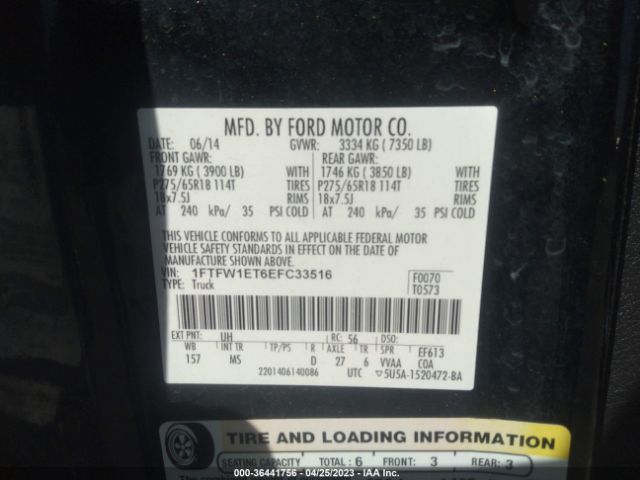 MFD. BY FORD MOTOR CO.
DATE: 06/14 GVWR: 3334 KG ( 7350 LB)
FRONT GAWR: REAR GAWR:
1769 KG ( 3900 LB) WITH 1746 KG ( 3850 LB) WITH
P275/65R18 114T TIRES P275/65R18 114T TIRES
18x7.5J RIMS 18x7.5J RIMS
AT 240 kPa/ 35 PSI COLD AT 240 kPa/ 35 PSI COLD
THIS VEHICLE CONFORMS TO ALL APPLICABLE FEDERAL MOTOR
VEHICLE SAFETY STANDARDS IN EFFECT ON THE DATE OF
MANUFACTURE SHOWN ABOVE.
VIN: 1FTFW1ET6EFC33516 F0070
TYPE: Truck T0573
EXT PNT: UH RC: 56 DSO:
WB INT TR TP/PS R AXLE TR SPR EF613
157 MS D 27 6 VVAA COA
2201406140086 UTC ▽5U5A-1520472-BA
TIRE AND LOADING INFORMATION
SEATING CAPACITY TOTAL : 6 FRONT: 3 REAR: 3
000-36441756 | 04/25/2023 | IAA Inc.